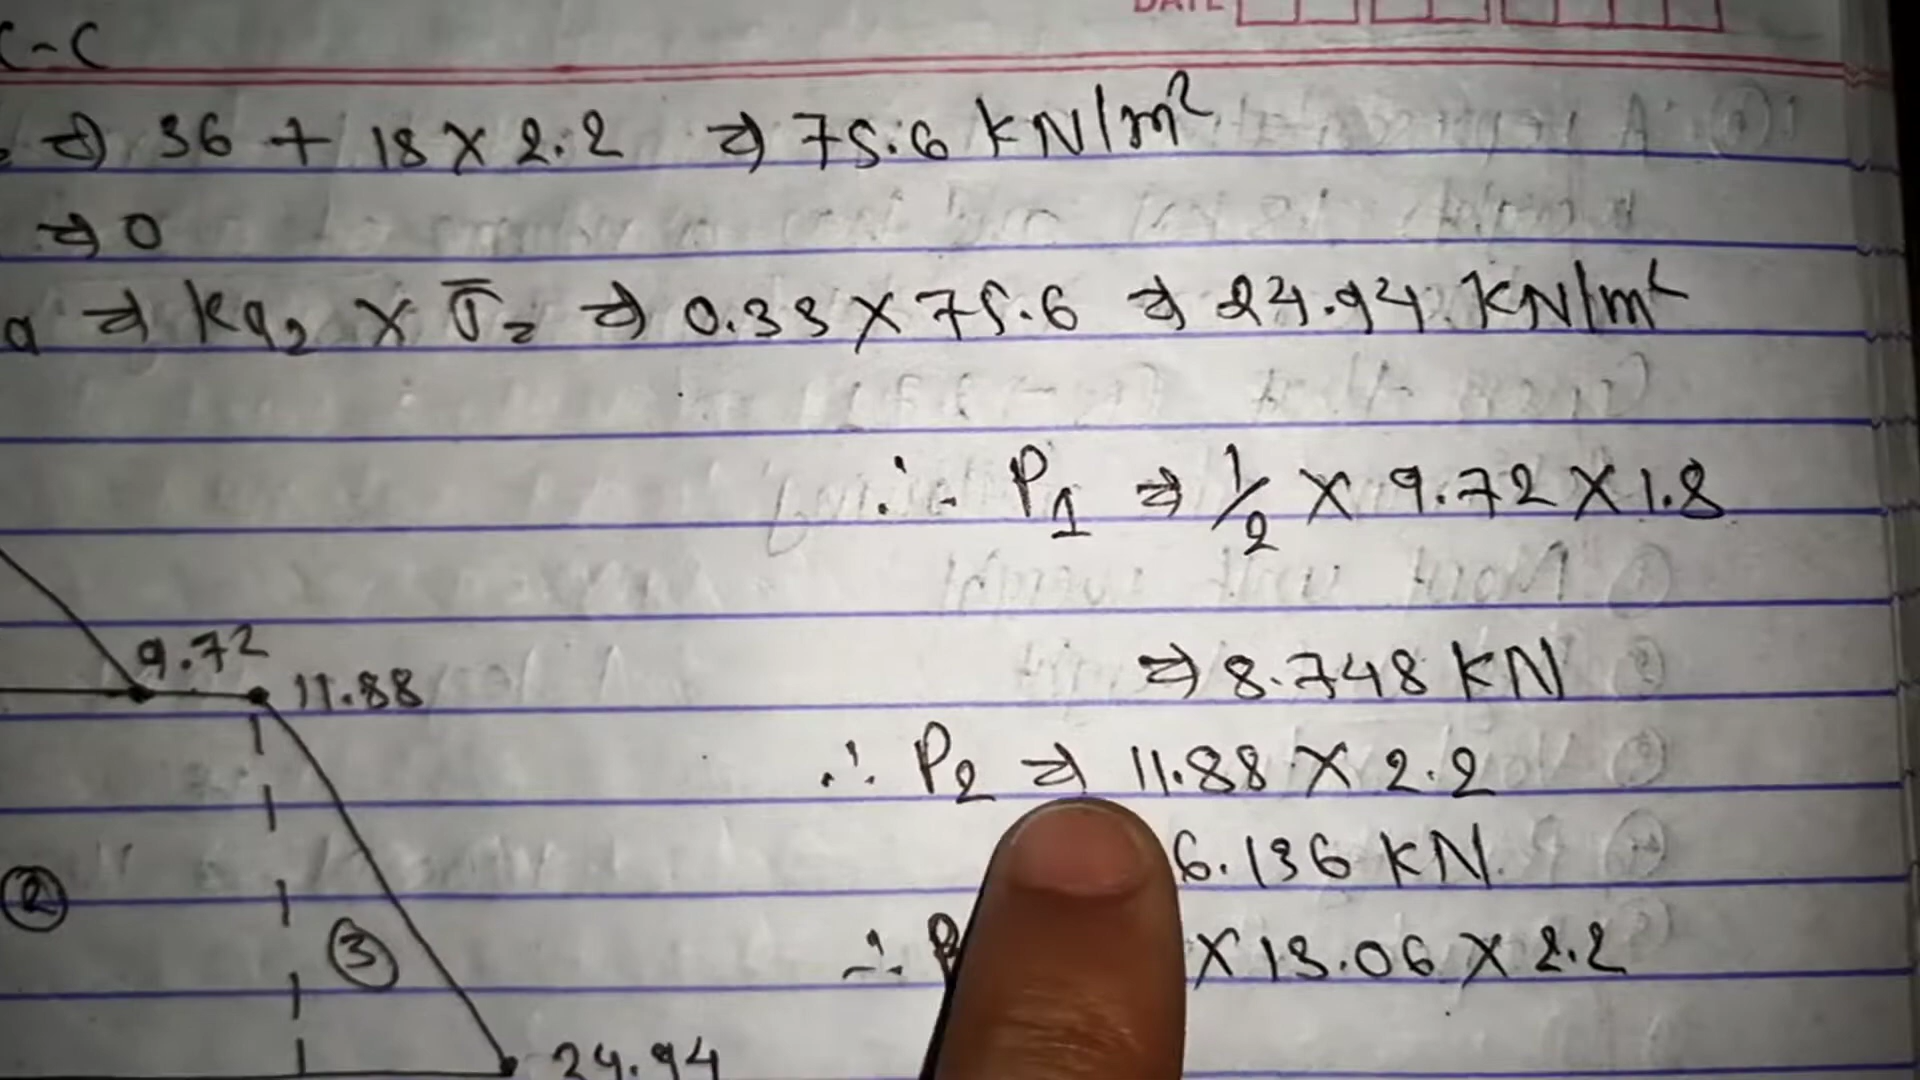 DATE
C-C
⇒ 36 + 18 × 2.2 ⇒ 75.6 KN/m²
⇒ 0
a ⇒ ka₂ × σ̄z ⇒ 0.33 × 75.6 ⇒ 24.94 KN/m²
∴ P₁ ⇒ 1/2 × 9.72 × 1.8
⇒ 8.748 KN
9.72
11.88
∴ P₂ ⇒ 11.88 × 2.2
6.136 KN
②
③
∴ P × 13.06 × 2.2
24.94